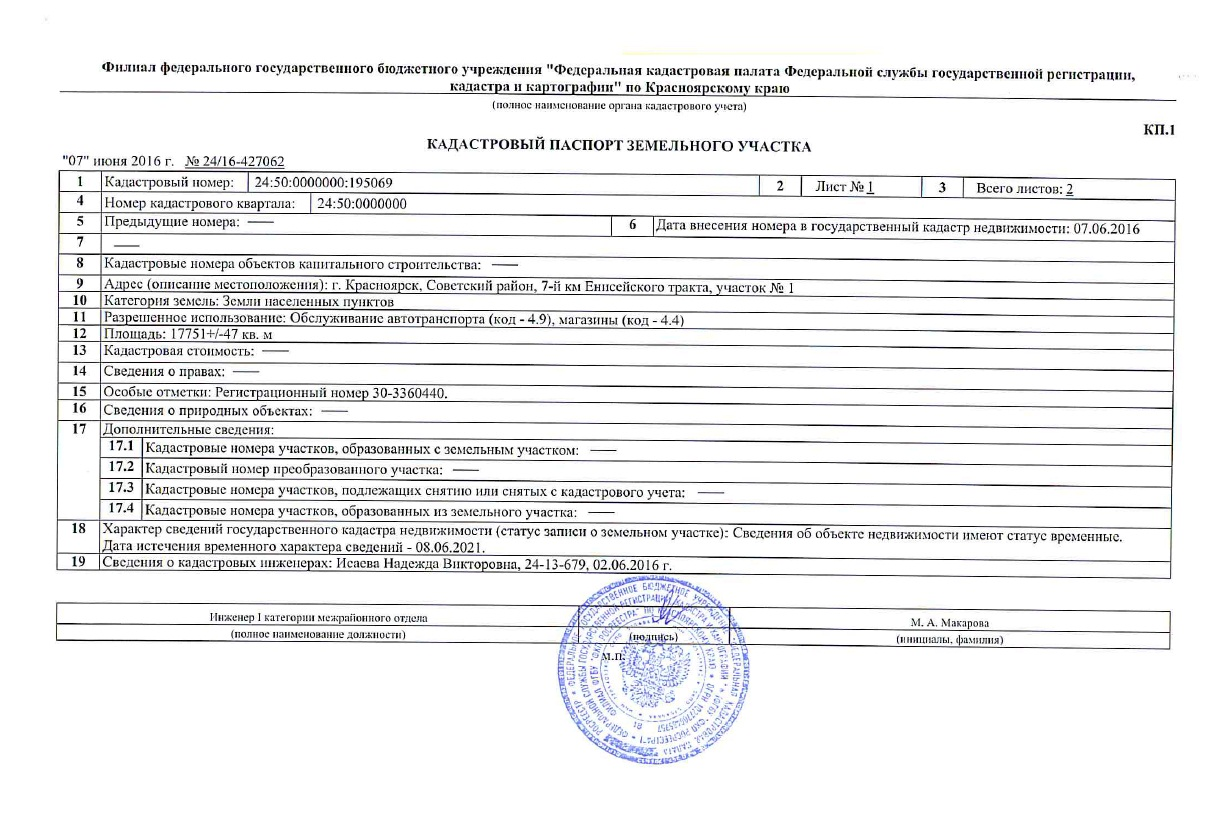 Филиал федерального государственного бюджетного учреждения "Федеральная кадастровая палата Федеральной службы государственной регистрации,
кадастра и картографии" по Красноярскому краю
(полное наименование органа кадастрового учета)
КП.1
КАДАСТРОВЫЙ ПАСПОРТ ЗЕМЕЛЬНОГО УЧАСТКА
"07" июня 2016 г. № 24/16-427062
1 Кадастровый номер: 24:50:0000000:195069 2 Лист № 1 3 Всего листов: 2
4 Номер кадастрового квартала: 24:50:0000000
5 Предыдущие номера: —— 6 Дата внесения номера в государственный кадастр недвижимости: 07.06.2016
7 ——
8 Кадастровые номера объектов капитального строительства: ——
9 Адрес (описание местоположения): г. Красноярск, Советский район, 7-й км Енисейского тракта, участок № 1
10 Категория земель: Земли населенных пунктов
11 Разрешенное использование: Обслуживание автотранспорта (код - 4.9), магазины (код - 4.4)
12 Площадь: 17751+/-47 кв. м
13 Кадастровая стоимость: ——
14 Сведения о правах: ——
15 Особые отметки: Регистрационный номер 30-3360440.
16 Сведения о природных объектах: ——
17 Дополнительные сведения:
17.1 Кадастровые номера участков, образованных с земельным участком: ——
17.2 Кадастровый номер преобразованного участка: ——
17.3 Кадастровые номера участков, подлежащих снятию или снятых с кадастрового учета: ——
17.4 Кадастровые номера участков, образованных из земельного участка: ——
18 Характер сведений государственного кадастра недвижимости (статус записи о земельном участке): Сведения об объекте недвижимости имеют статус временные.
Дата истечения временного характера сведений - 08.06.2021.
19 Сведения о кадастровых инженерах: Исаева Надежда Викторовна, 24-13-679, 02.06.2016 г.
Инженер I категории межрайонного отдела М. А. Макарова
(полное наименование должности) (подпись) (инициалы, фамилия)
М.П.